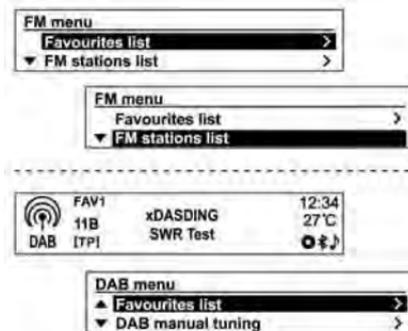 FM menu
Favourites list >
▼ FM stations list >
FM menu
Favourites list >
▼ FM stations list
FAV1 12:34
11B xDASDING 27°C
DAB [TP] SWR Test
DAB menu
▲ Favourites list >
▼ DAB manual tuning >